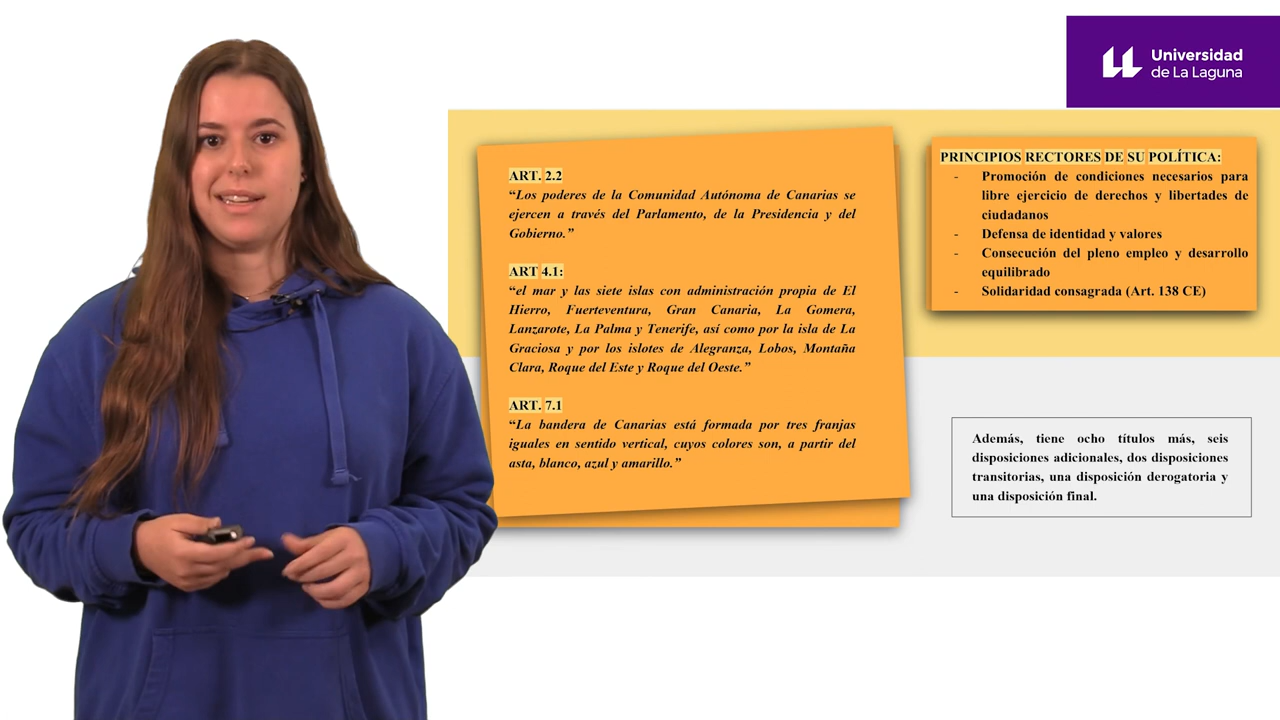 Universidad
de La Laguna
ART. 2.2
“Los poderes de la Comunidad Autónoma de Canarias se
ejercen a través del Parlamento, de la Presidencia y del
Gobierno.”
ART 4.1:
“el mar y las siete islas con administración propia de El
Hierro, Fuerteventura, Gran Canaria, La Gomera,
Lanzarote, La Palma y Tenerife, así como por la isla de La
Graciosa y por los islotes de Alegranza, Lobos, Montaña
Clara, Roque del Este y Roque del Oeste.”
ART. 7.1
“La bandera de Canarias está formada por tres franjas
iguales en sentido vertical, cuyos colores son, a partir del
asta, blanco, azul y amarillo.”
PRINCIPIOS RECTORES DE SU POLÍTICA:
- Promoción de condiciones necesarios para
libre ejercicio de derechos y libertades de
ciudadanos
- Defensa de identidad y valores
- Consecución del pleno empleo y desarrollo
equilibrado
- Solidaridad consagrada (Art. 138 CE)
Además, tiene ocho títulos más, seis
disposiciones adicionales, dos disposiciones
transitorias, una disposición derogatoria y
una disposición final.